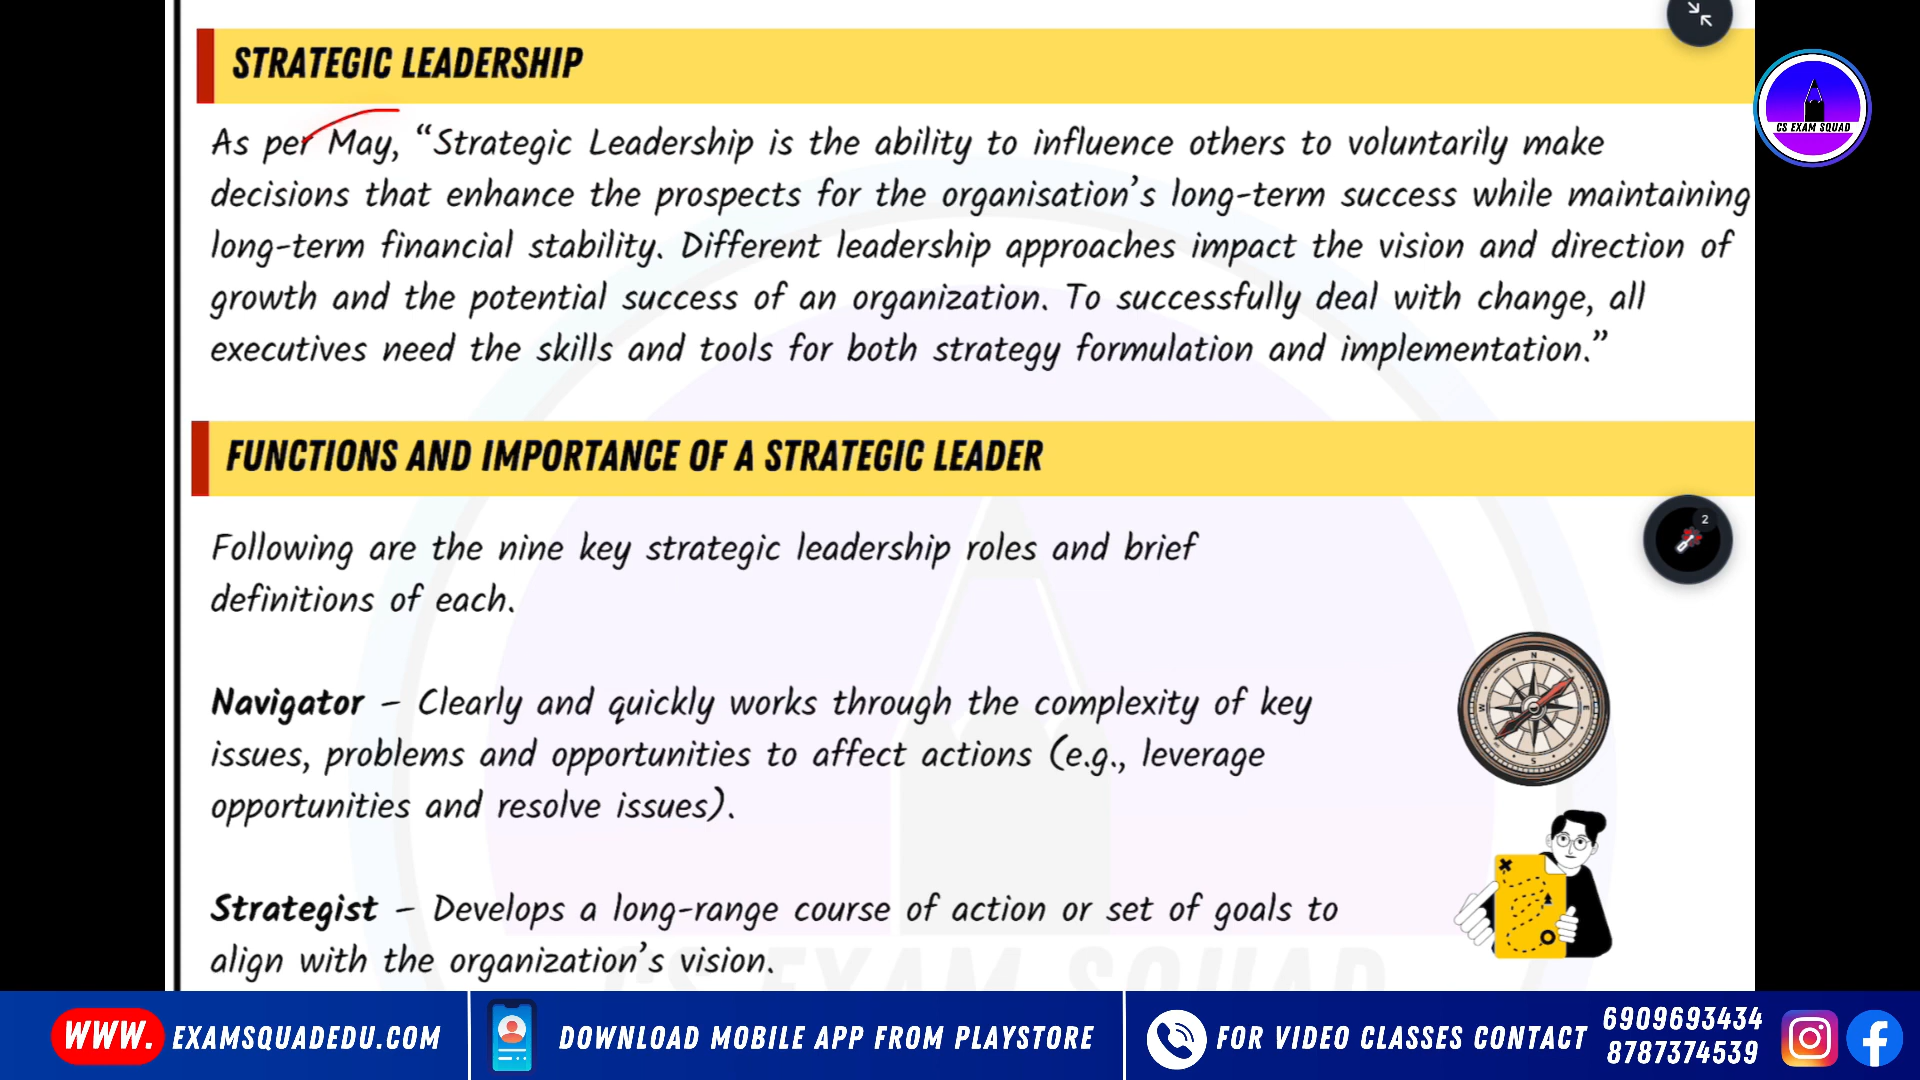 STRATEGIC LEADERSHIP
CS EXAM SQUAD
As per May, “Strategic Leadership is the ability to influence others to voluntarily make
decisions that enhance the prospects for the organisation’s long-term success while maintaining
long-term financial stability. Different leadership approaches impact the vision and direction of
growth and the potential success of an organization. To successfully deal with change, all
executives need the skills and tools for both strategy formulation and implementation.”
FUNCTIONS AND IMPORTANCE OF A STRATEGIC LEADER
2
Following are the nine key strategic leadership roles and brief
definitions of each.
Navigator – Clearly and quickly works through the complexity of key
issues, problems and opportunities to affect actions (e.g., leverage
opportunities and resolve issues).
N
W
E
S
Strategist – Develops a long-range course of action or set of goals to
align with the organization’s vision.
CS EXAM SQUAD
WWW. EXAMSQUADEDU.COM
DOWNLOAD MOBILE APP FROM PLAYSTORE
FOR VIDEO CLASSES CONTACT
6909693434
8787374539